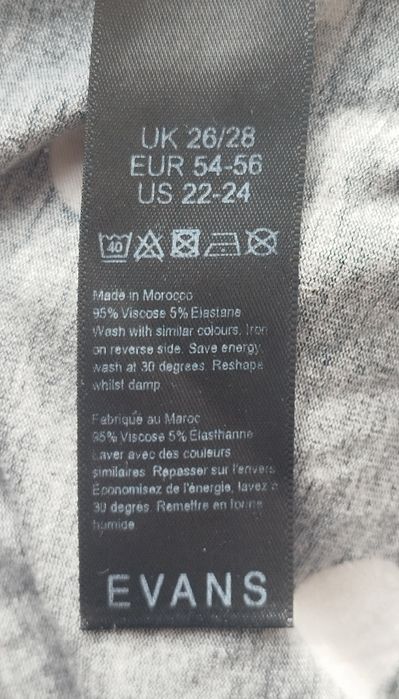 UK 26/28
EUR 54-56
US 22-24
40
Made in Morocco
95% Viscose 5% Elastane
Wash with similar colours, Iron
on reverse side. Save energy,
wash at 30 degrees. Reshape
whilst damp.
Fabriqué au Maroc
95% Viscose 5% Elasthanne
Laver avec des couleurs
similaires. Repasser sur l'envers
Économisez de l'énergie, lavez à
30 degrés. Remettre en forme
humide.
EVANS